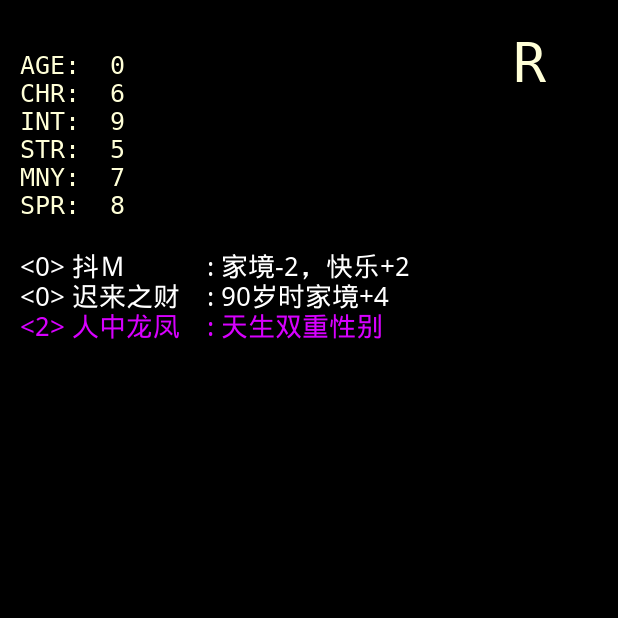 R
AGE: 0
CHR: 6
INT: 9
STR: 5
MNY: 7
SPR: 8
<0> 抖M : 家境-2，快乐+2
<0> 迟来之财 : 90岁时家境+4
<2> 人中龙凤 : 天生双重性别